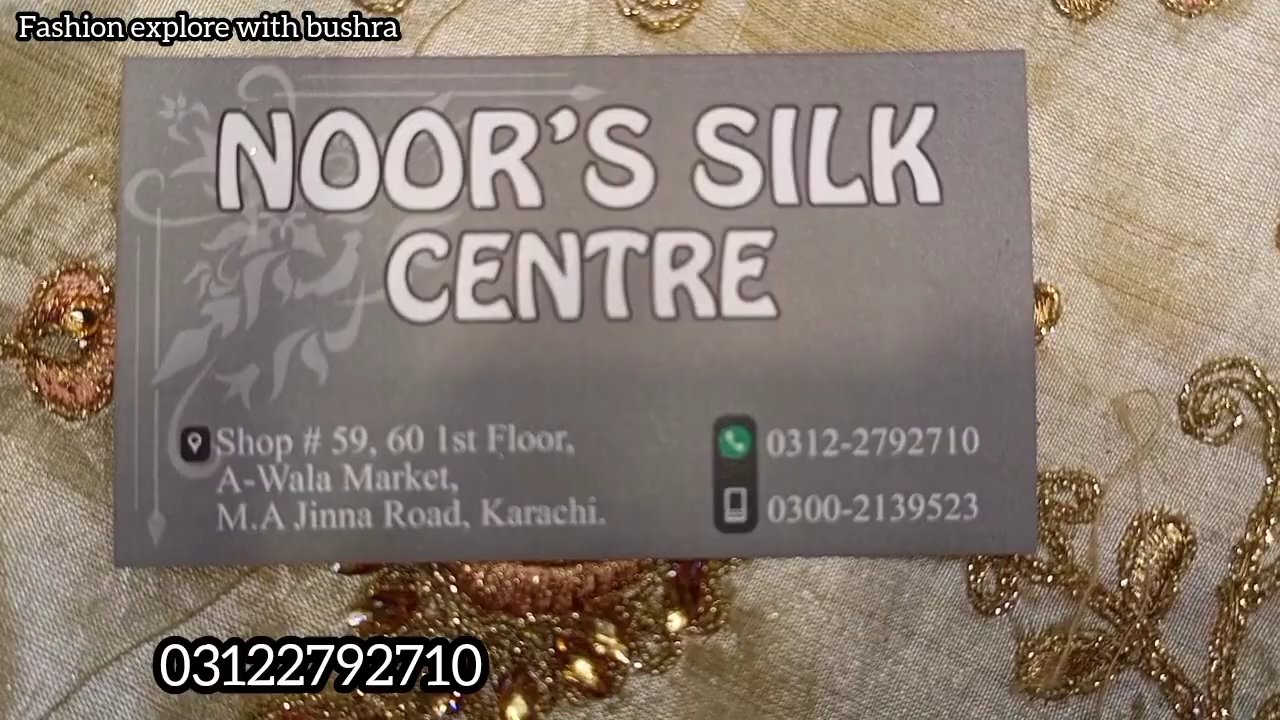 Fashion explore with bushra
NOOR'S SILK
CENTRE
Shop # 59, 60 1st Floor,
A-Wala Market,
M.A Jinna Road, Karachi.
0312-2792710
0300-2139523
03122792710